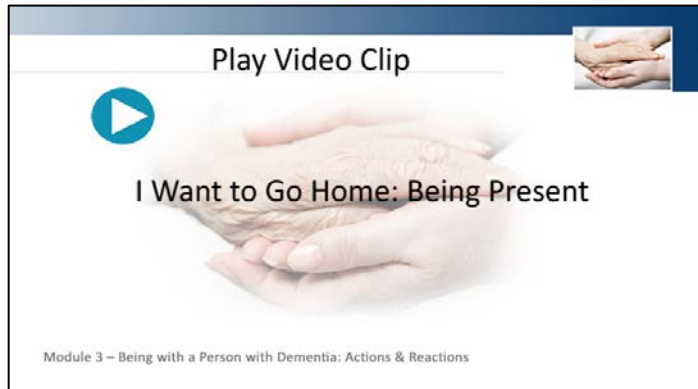 Play Video Clip
I Want to Go Home: Being Present
Module 3 – Being with a Person with Dementia: Actions & Reactions